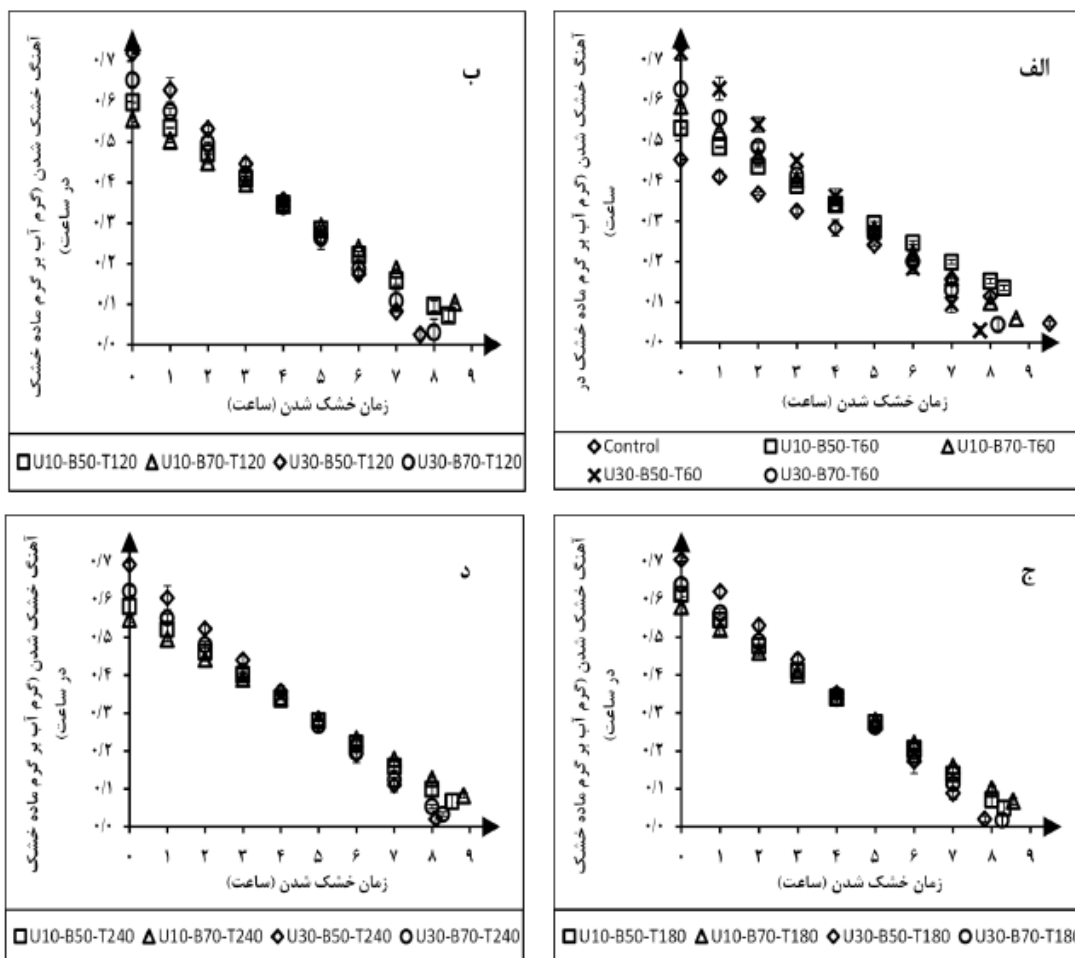 الف
آهنگ خشک شدن (گرم آب بر گرم ماده خشک در
ساعت)
۰/۷
۰/۶
۰/۵
۰/۴
۰/۳
۰/۲
۰/۱
۰/۰
۰ ۱ ۲ ۳ ۴ ۵ ۶ ۷ ۸ ۹
زمان خشک شدن (ساعت)
Control U10-B50-T60 U10-B70-T60
U30-B50-T60 U30-B70-T60
ب
آهنگ خشک شدن (گرم آب بر گرم ماده خشک
در ساعت)
۰/۷
۰/۶
۰/۵
۰/۴
۰/۳
۰/۲
۰/۱
۰/۰
۰ ۱ ۲ ۳ ۴ ۵ ۶ ۷ ۸ ۹
زمان خشک شدن (ساعت)
U10-B50-T120 U10-B70-T120 U30-B50-T120 U30-B70-T120
ج
آهنگ خشک شدن (گرم آب بر گرم ماده خشک
در ساعت)
۰/۷
۰/۶
۰/۵
۰/۴
۰/۳
۰/۲
۰/۱
۰/۰
۰ ۱ ۲ ۳ ۴ ۵ ۶ ۷ ۸ ۹
زمان خشک شدن (ساعت)
U10-B50-T180 U10-B70-T180 U30-B50-T180 U30-B70-T180
د
آهنگ خشک شدن (گرم آب بر گرم ماده خشک
در ساعت)
۰/۷
۰/۶
۰/۵
۰/۴
۰/۳
۰/۲
۰/۱
۰/۰
۰ ۱ ۲ ۳ ۴ ۵ ۶ ۷ ۸ ۹
زمان خشک شدن (ساعت)
U10-B50-T240 U10-B70-T240 U30-B50-T240 U30-B70-T240